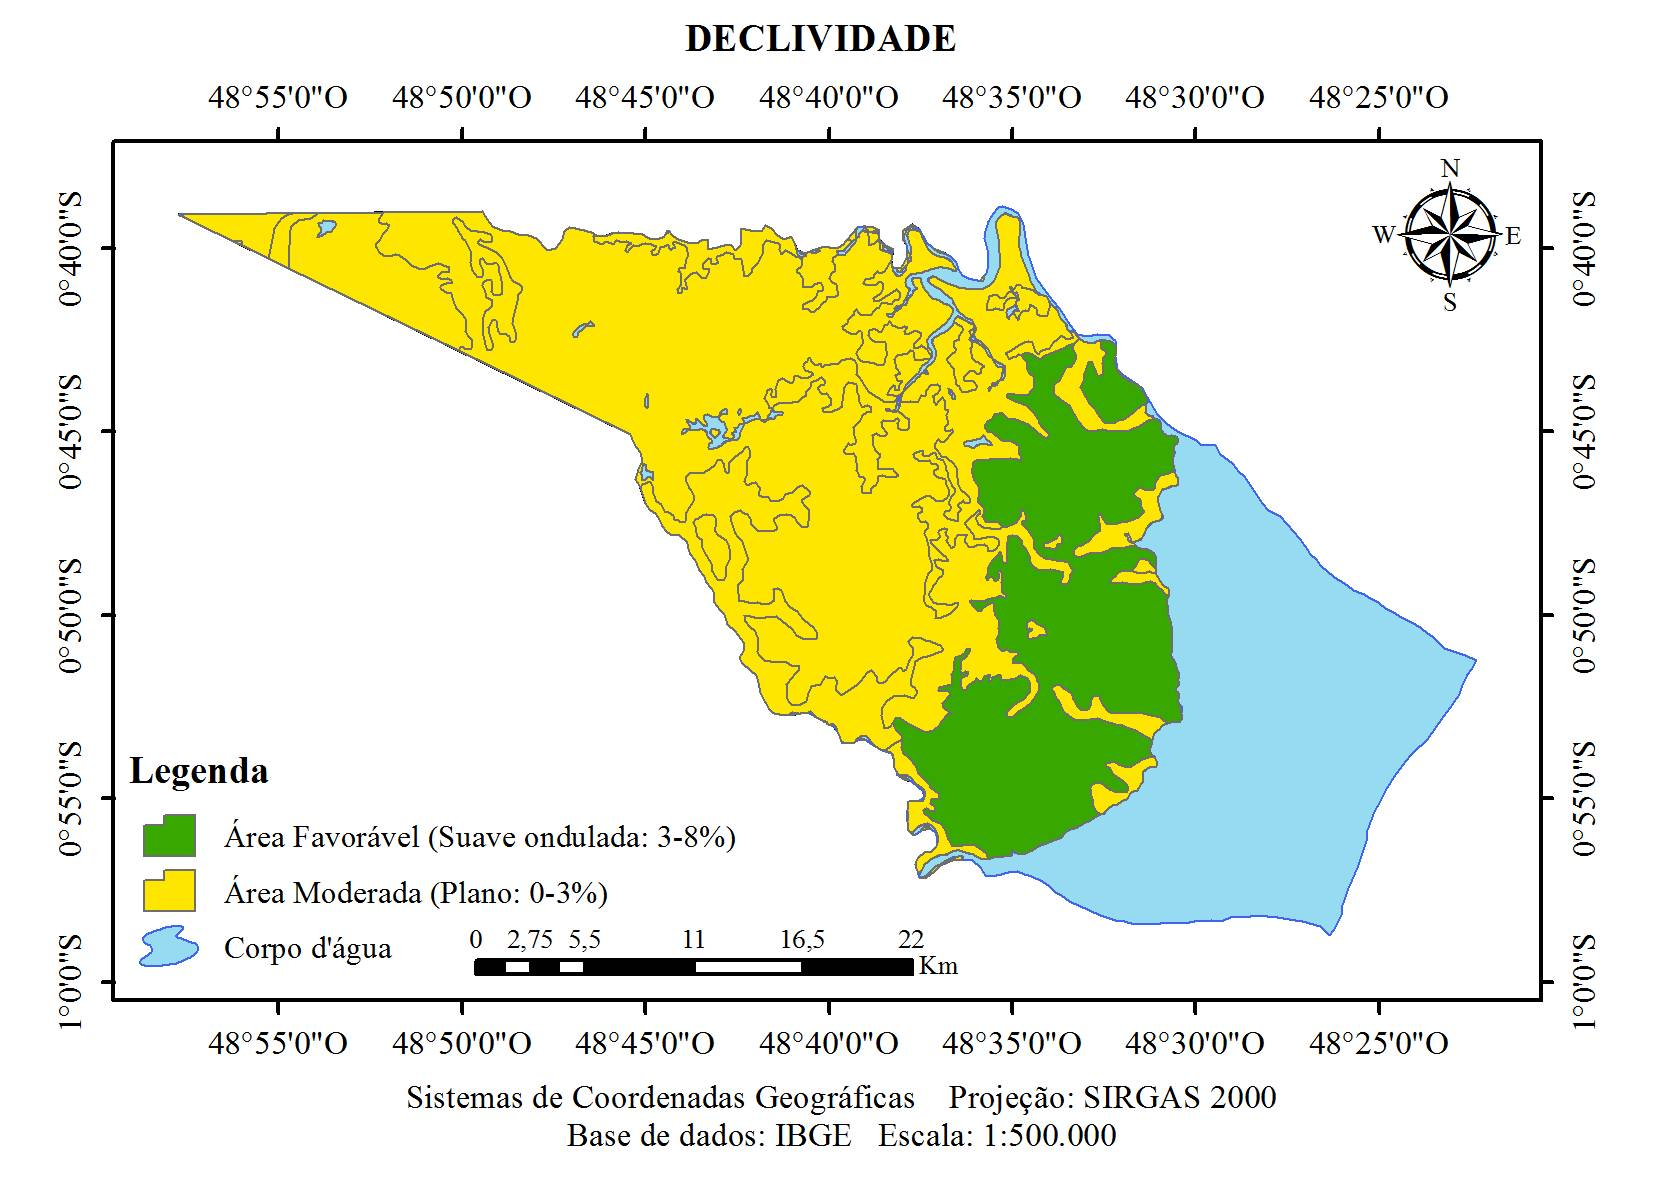 DECLIVIDADE
48°55'0"O 48°50'0"O 48°45'0"O 48°40'0"O 48°35'0"O 48°30'0"O 48°25'0"O
N
W E
S
0°40'0"S 0°40'0"S
0°45'0"S 0°45'0"S
0°50'0"S 0°50'0"S
0°55'0"S 0°55'0"S
1°0'0"S 1°0'0"S
Legenda
Área Favorável (Suave ondulada: 3-8%)
Área Moderada (Plano: 0-3%)
Corpo d'água
0 2,75 5,5 11 16,5 22
Km
48°55'0"O 48°50'0"O 48°45'0"O 48°40'0"O 48°35'0"O 48°30'0"O 48°25'0"O
Sistemas de Coordenadas Geográficas Projeção: SIRGAS 2000
Base de dados: IBGE Escala: 1:500.000